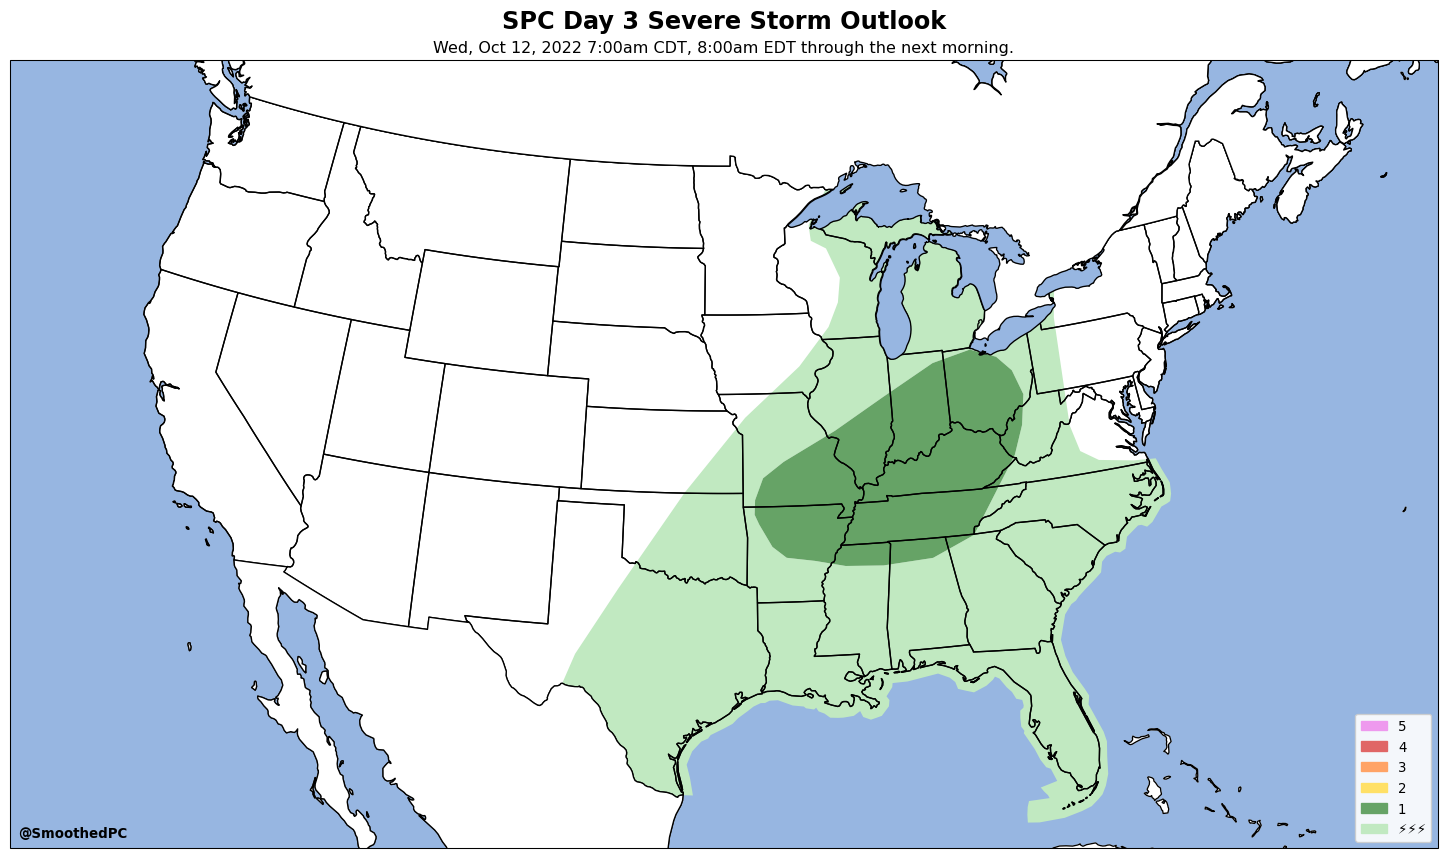 SPC Day 3 Severe Storm Outlook
Wed, Oct 12, 2022 7:00am CDT, 8:00am EDT through the next morning.
5
4
3
2
1
⚡⚡⚡
@SmoothedPC